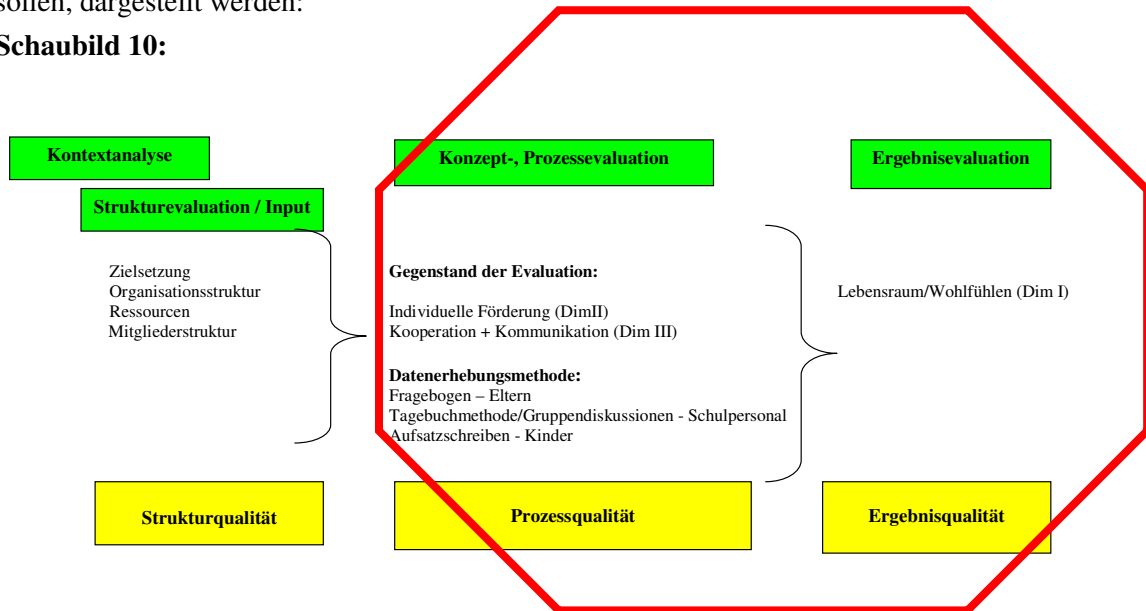 sollen, dargestellt werden:
Schaubild 10:
Kontextanalyse
Strukturevaluation / Input
Zielsetzung
Organisationsstruktur
Ressourcen
Mitgliederstruktur
Strukturqualität
Konzept-, Prozessevaluation
Gegenstand der Evaluation:
Individuelle Förderung (DimII)
Kooperation + Kommunikation (Dim III)
Datenerhebungsmethode:
Fragebogen – Eltern
Tagebuchmethode/Gruppendiskussionen - Schulpersonal
Aufsatzschreiben - Kinder
Prozessqualität
Ergebnisevaluation
Lebensraum/Wohlfühlen (Dim I)
Ergebnisqualität